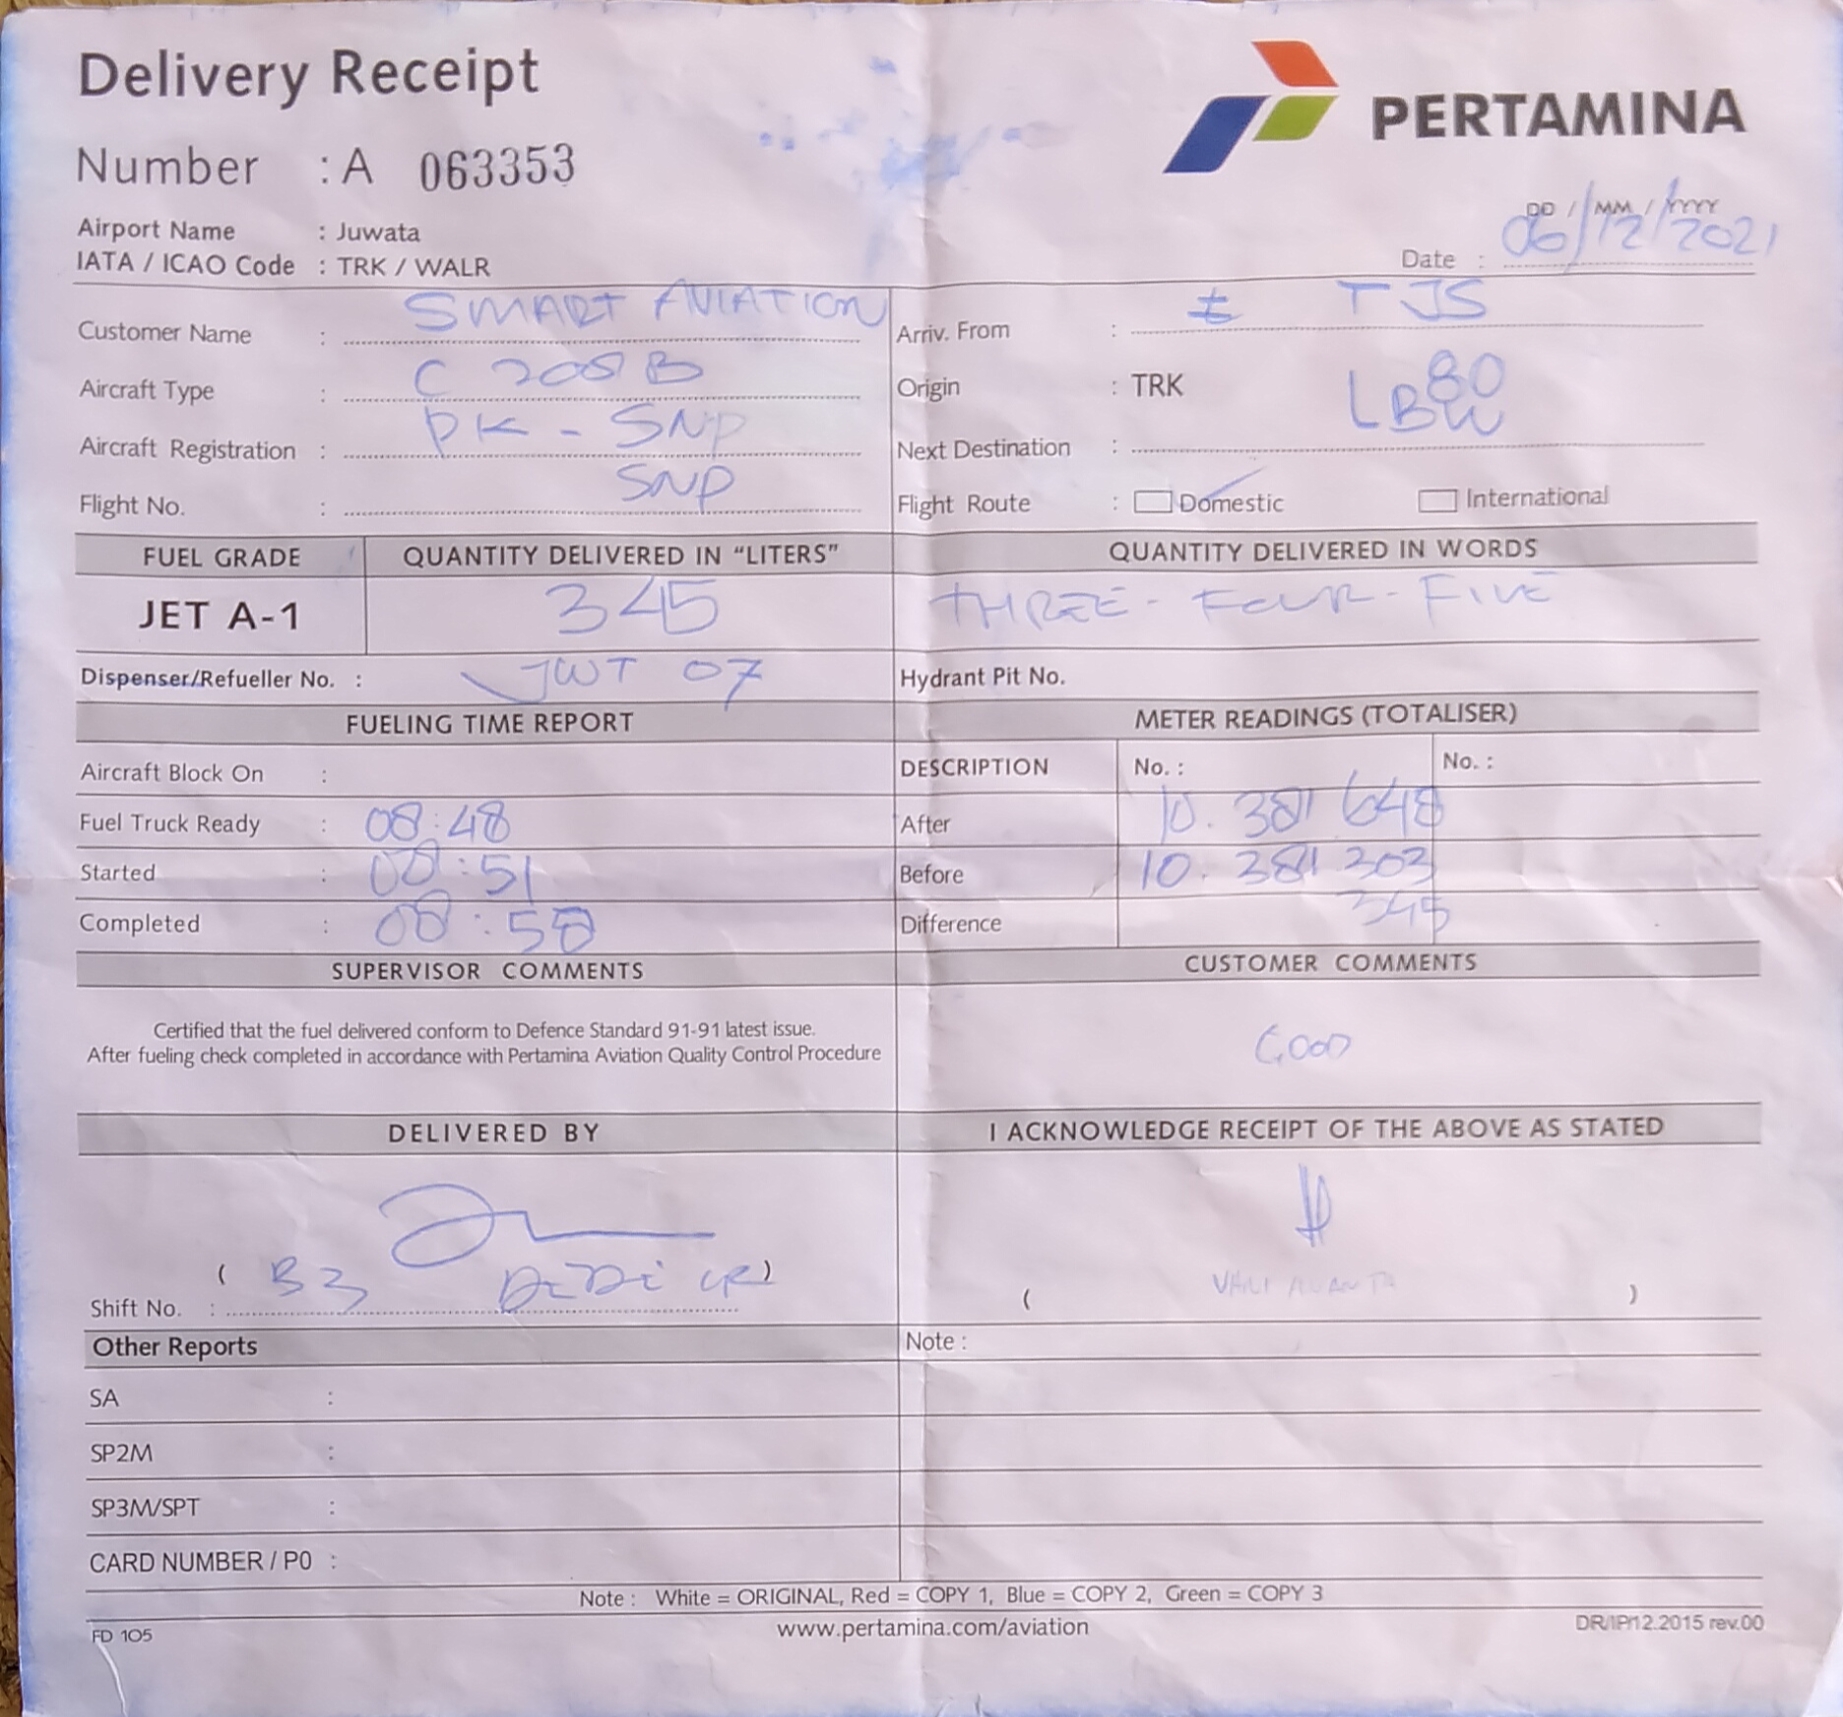 Delivery Receipt
PERTAMINA
Number : A 063353
DD / MM / YYYY
Airport Name : Juwata
Date : 06/12/2021
IATA / ICAO Code : TRK / WALR
Customer Name : SMART AVIATION
Arriv. From : TJS
Aircraft Type : C 208 B
Origin : TRK
Aircraft Registration : PK - SNP
Next Destination : LBW
Flight No. : SNP
Flight Route : Domestic International
FUEL GRADE QUANTITY DELIVERED IN "LITERS" QUANTITY DELIVERED IN WORDS
JET A-1 345 THREE - FOUR - FIVE
Dispenser/Refueller No. : JWT 07
Hydrant Pit No.
FUELING TIME REPORT METER READINGS (TOTALISER)
Aircraft Block On :
DESCRIPTION No. : No. :
Fuel Truck Ready : 08:48
After 10. 381 648
Started : 08:51
Before 10. 381 303
Completed : 08:58
Difference 345
SUPERVISOR COMMENTS CUSTOMER COMMENTS
Certified that the fuel delivered conform to Defence Standard 91-91 latest issue.
After fueling check completed in accordance with Pertamina Aviation Quality Control Procedure
GOOD
DELIVERED BY I ACKNOWLEDGE RECEIPT OF THE ABOVE AS STATED
( B3 DEDI )
( )
Shift No. :
Other Reports Note :
SA :
SP2M :
SP3M/SPT :
CARD NUMBER / P0 :
Note : White = ORIGINAL, Red = COPY 1, Blue = COPY 2, Green = COPY 3
FD 105 www.pertamina.com/aviation DR/IP/12.2015 rev.00